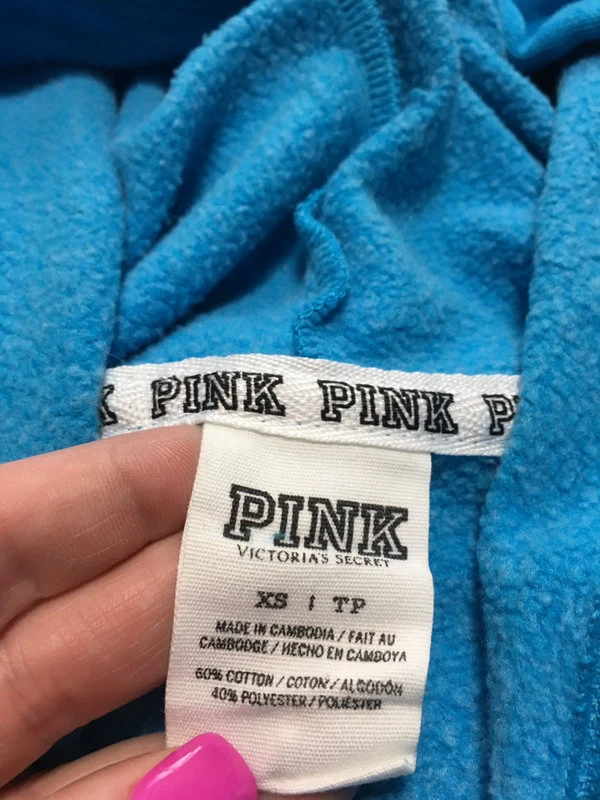 K PINK PINK P
PINK
VICTORIA'S SECRET
XS | TP
MADE IN CAMBODIA / FAIT AU
CAMBODGE / HECHO EN CAMBOYA
60% COTTON / COTON / ALGODÓN
40% POLYESTER / POLIÉSTER